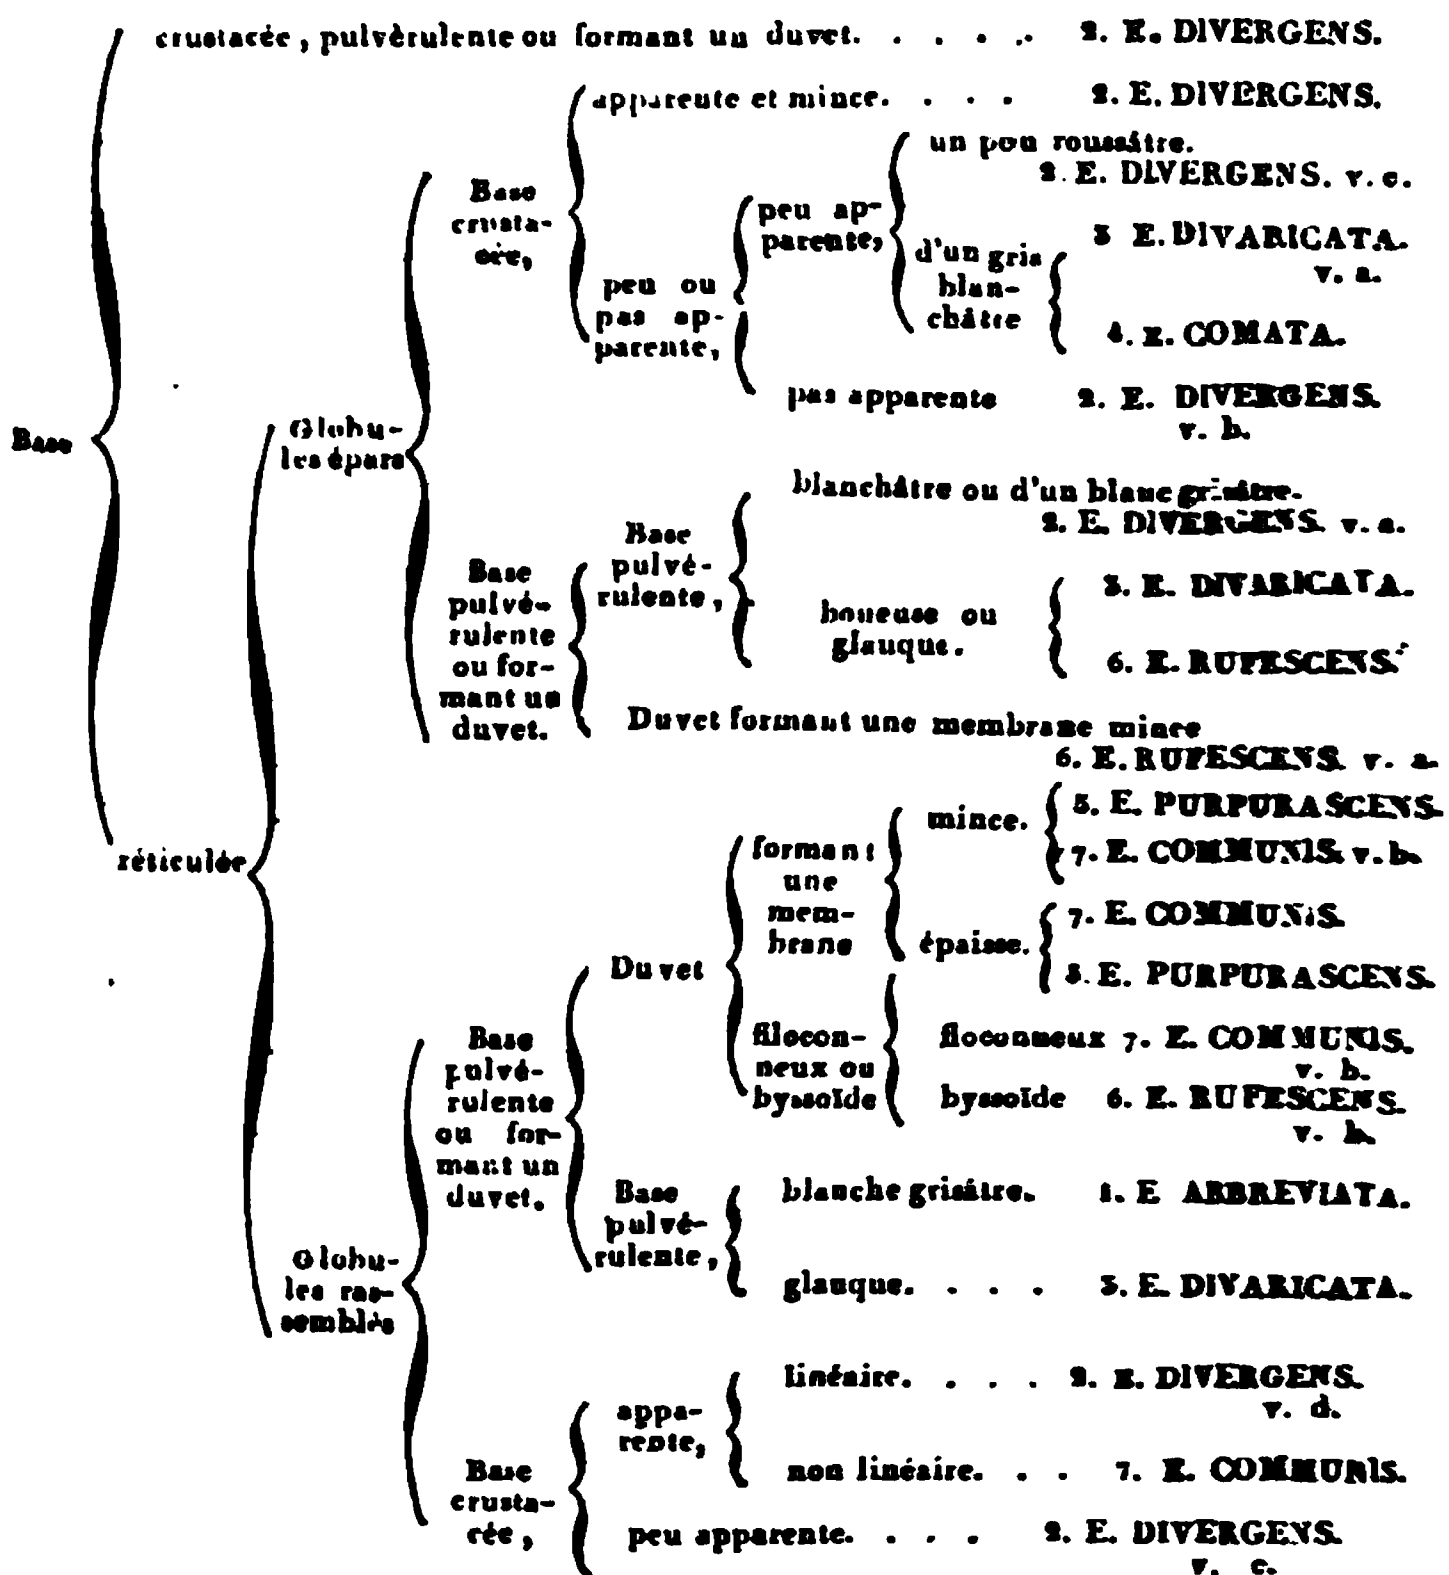 crustacée, pulvèrulente ou formant un duvet. . . . . . 2. E. DIVERGENS.
apparente et mince. . . . . 2. E. DIVERGENS.
un peu roussâtre.
2. E. DIVERGENS. v. c.
Base
crusta-
cée,
peu ap-
parente,
3 E. DIVARICATA.
v. a.
d'un gris
blan-
châtre
peu ou
pas ap-
parente,
4. E. COMATA.
pas apparente 2. E. DIVERGENS.
v. b.
Base
Globu-
les épars
blanchâtre ou d'un blanc grisâtre.
2. E. DIVERGENS. v. a.
Base
pulvé-
rulente,
Base
pulvé-
rulente
ou for-
mant un
duvet.
3. E. DIVARICATA.
boueuse ou
glauque.
6. E. RUFESCENS.
Duvet formant une membrane mince
6. E. RUFESCENS. v. a.
réticulée
formant
une
mem-
brane
mince.
5. E. PURPURASCENS.
7. E. COMMUNIS. v. b.
épaisse.
7. E. COMMUNIS.
5. E. PURPURASCENS.
Duvet
filocon-
neux ou
byssoïde
floconneux 7. E. COMMUNIS.
v. b.
byssoïde 6. E. RUFESCENS.
v. b.
Base
pulvé-
rulente
ou for-
mant un
duvet.
Base
pulvé-
rulente,
blanche grisâtre. 1. E ABBREVIATA.
glauque. . . . 3. E. DIVARICATA.
Globu-
les ras-
semblés
linéaire. . . . 2. E. DIVERGENS.
v. d.
appa-
rente,
non linéaire. . . 7. E. COMMUNIS.
Base
crusta-
cée,
peu apparente. . . . 2. E. DIVERGENS.
v. c.